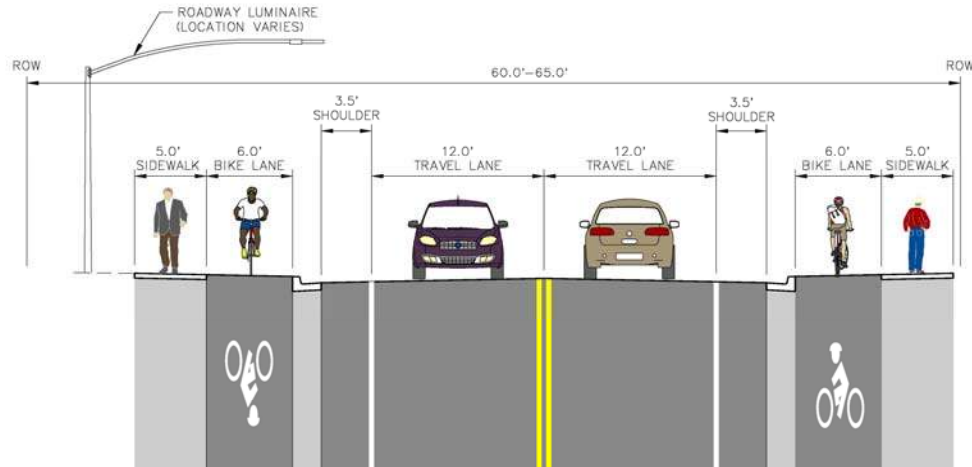 ROADWAY LUMINAIRE
(LOCATION VARIES)
ROW
ROW
60.0'–65.0'
3.5'
SHOULDER
3.5'
SHOULDER
5.0'
SIDEWALK
6.0'
BIKE LANE
12.0'
TRAVEL LANE
12.0'
TRAVEL LANE
6.0'
BIKE LANE
5.0'
SIDEWALK